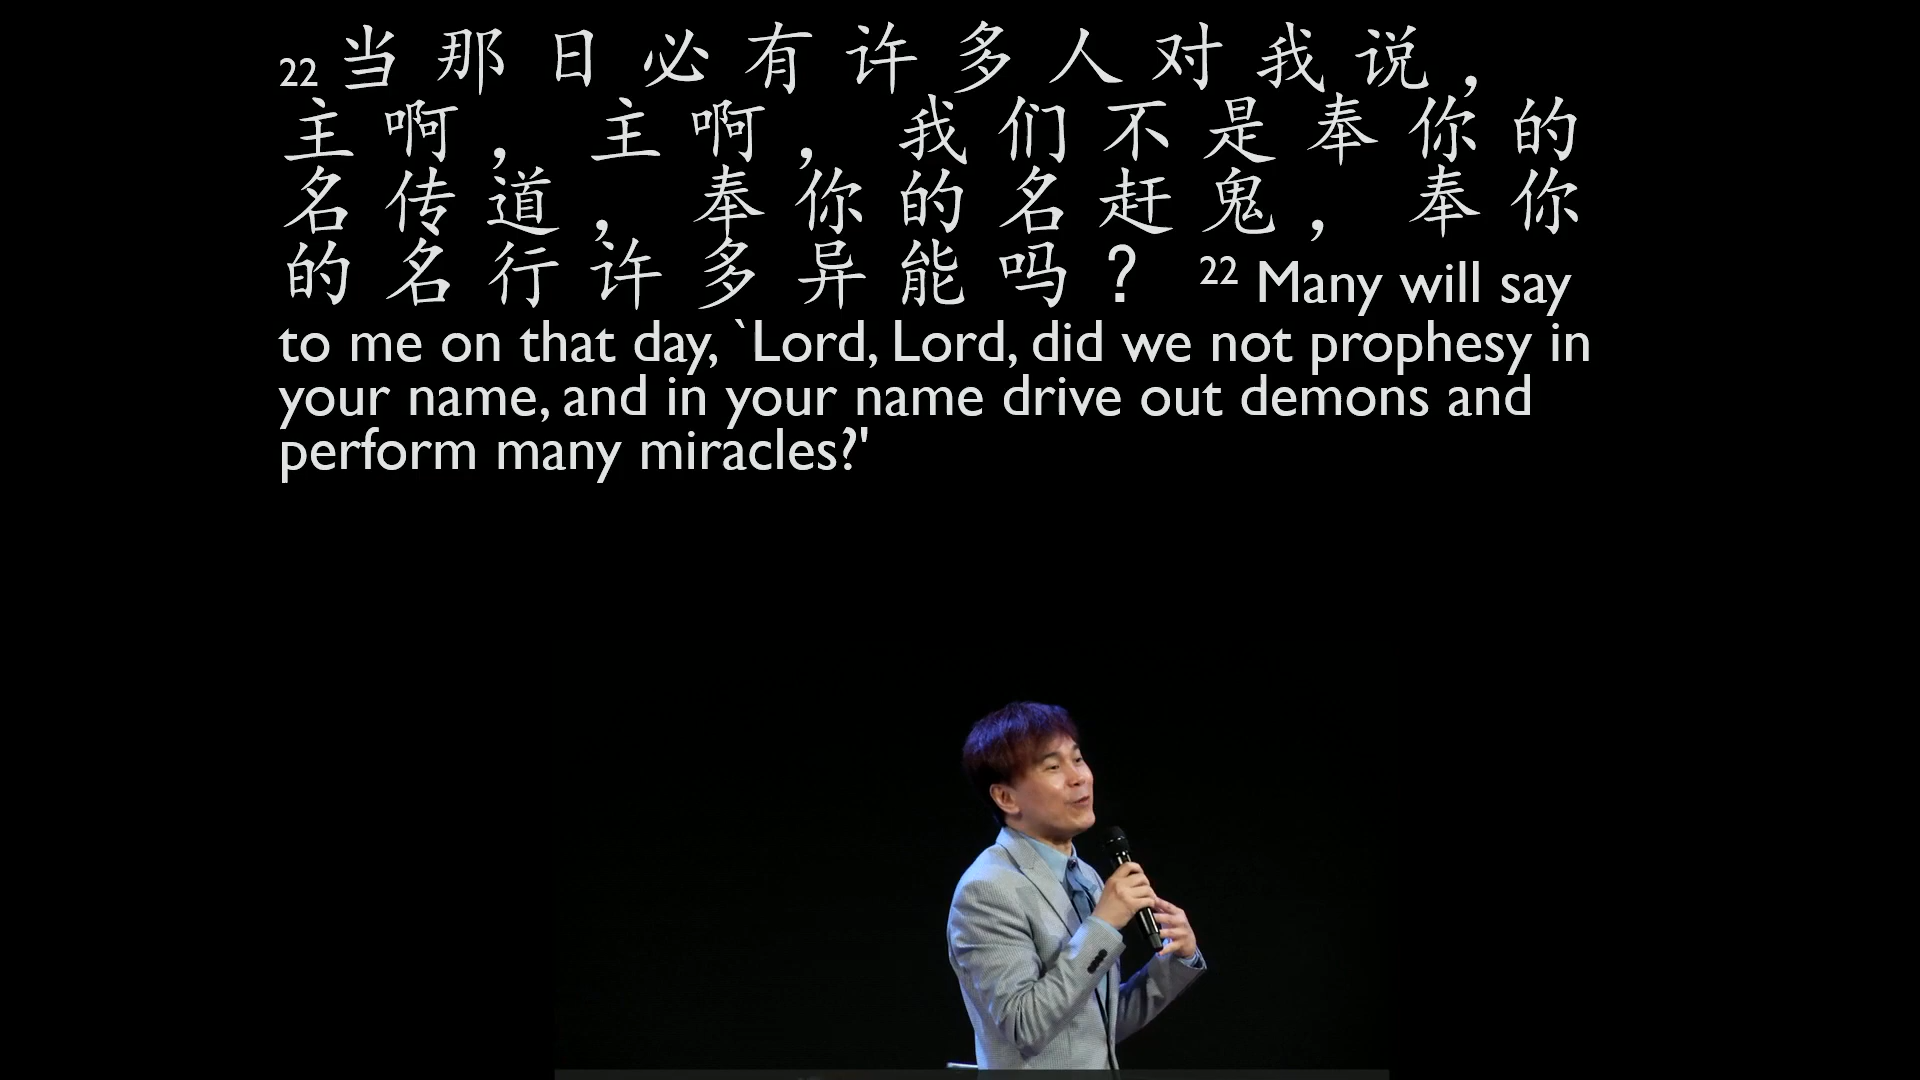 22 当那日必有许多人对我说，
主啊，主啊，我们不是奉你的
名传道，奉你的名赶鬼，奉你
的名行许多异能吗？ 22 Many will say
to me on that day, `Lord, Lord, did we not prophesy in
your name, and in your name drive out demons and
perform many miracles?'